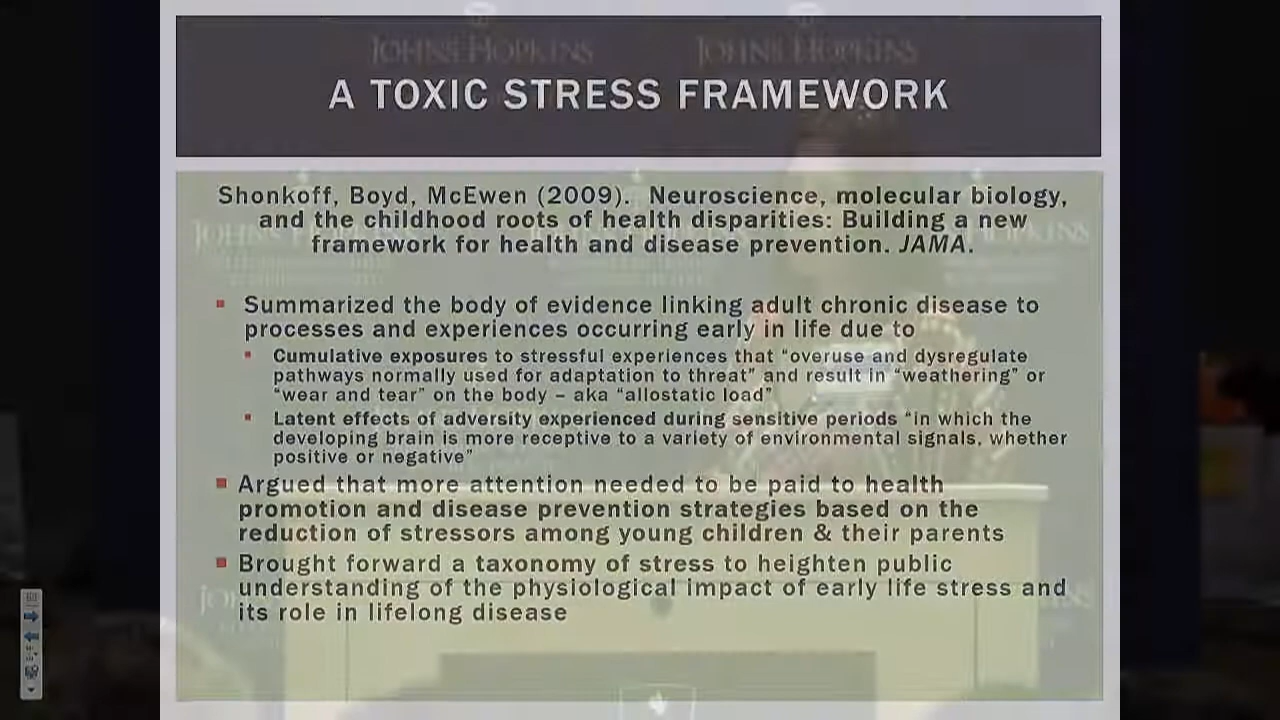 JOHNS HOPKINS JOHNS HOPKINS
A TOXIC STRESS FRAMEWORK
Shonkoff, Boyd, McEwen (2009). Neuroscience, molecular biology,
and the childhood roots of health disparities: Building a new
framework for health and disease prevention. JAMA.
Summarized the body of evidence linking adult chronic disease to
processes and experiences occurring early in life due to
Cumulative exposures to stressful experiences that “overuse and dysregulate
pathways normally used for adaptation to threat” and result in “weathering” or
“wear and tear” on the body – aka “allostatic load”
Latent effects of adversity experienced during sensitive periods “in which the
developing brain is more receptive to a variety of environmental signals, whether
positive or negative”
Argued that more attention needed to be paid to health
promotion and disease prevention strategies based on the
reduction of stressors among young children & their parents
Brought forward a taxonomy of stress to heighten public
understanding of the physiological impact of early life stress and
its role in lifelong disease